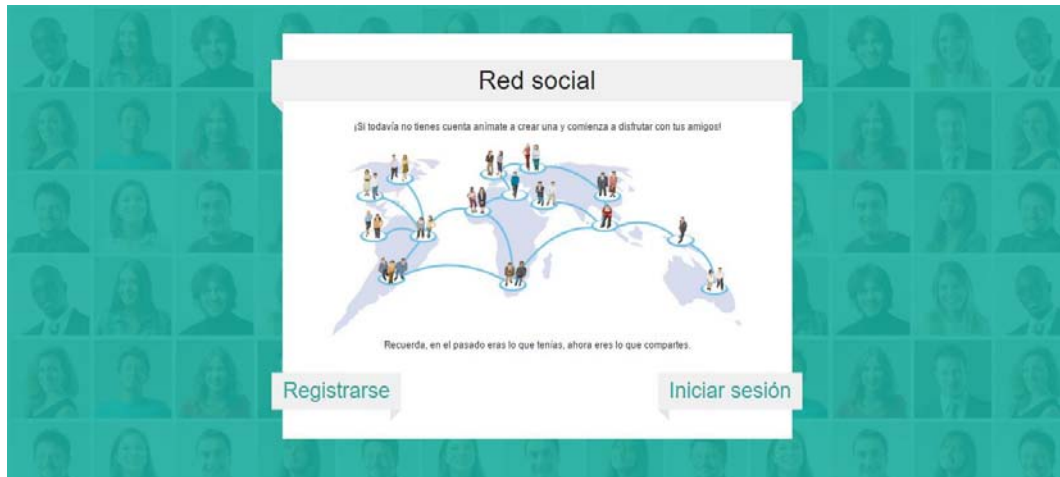 Red social
¡Si todavía no tienes cuenta anímate a crear una y comienza a disfrutar con tus amigos!
Recuerda, en el pasado eras lo que tenías, ahora eres lo que compartes.
Registrarse
Iniciar sesión